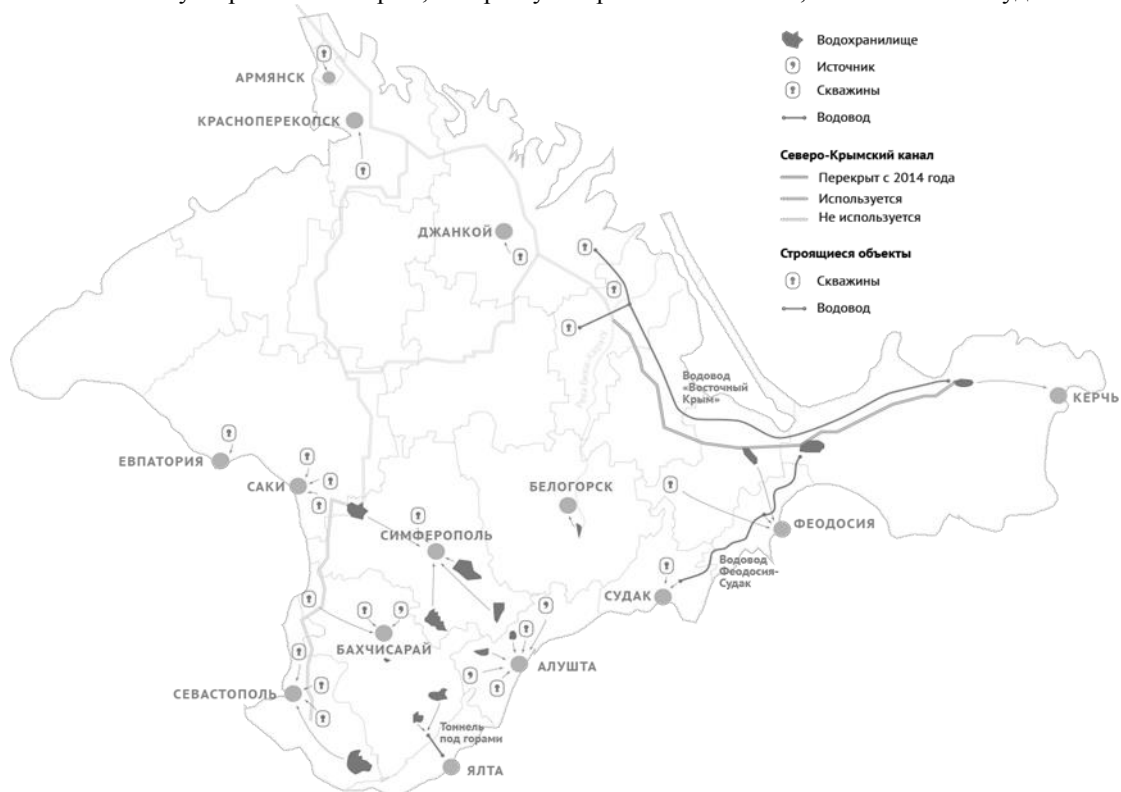 Водохранилище
Источник
Скважины
Водовод
Северо-Крымский канал
Перекрыт с 2014 года
Используется
Не используется
Строящиеся объекты
Скважины
Водовод
АРМЯНСК
КРАСНОПЕРЕКОПСК
ДЖАНКОЙ
Водовод
«Восточный
Крым»
КЕРЧЬ
ЕВПАТОРИЯ
САКИ
БЕЛОГОРСК
СИМФЕРОПОЛЬ
ФЕОДОСИЯ
Водовод
Феодосия-
Судак
СУДАК
БАХЧИСАРАЙ
АЛУШТА
СЕВАСТОПОЛЬ
Тоннель
под горами
ЯЛТА